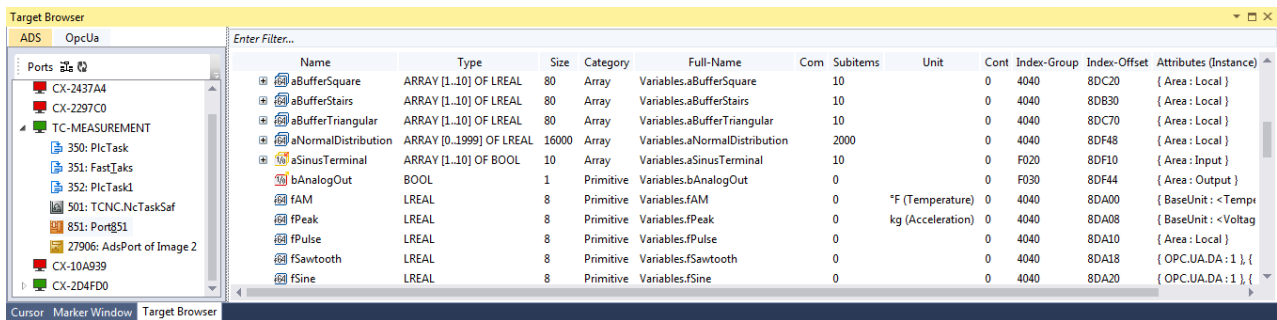 Target Browser
ADS OpcUa
Enter Filter...
Ports
CX-2437A4
CX-2297C0
TC-MEASUREMENT
350: PlcTask
351: FastTaks
352: PlcTask1
501: TCNC.NcTaskSaf
851: Port851
27906: AdsPort of Image 2
CX-10A939
CX-2D4FD0
Name Type Size Category Full-Name Com Subitems Unit Cont Index-Group Index-Offset Attributes (Instance)
aBufferSquare ARRAY [1..10] OF LREAL 80 Array Variables.aBufferSquare 10 0 4040 8DC20 { Area : Local }
aBufferStairs ARRAY [1..10] OF LREAL 80 Array Variables.aBufferStairs 10 0 4040 8DB30 { Area : Local }
aBufferTriangular ARRAY [1..10] OF LREAL 80 Array Variables.aBufferTriangular 10 0 4040 8DC70 { Area : Local }
aNormalDistribution ARRAY [0..1999] OF LREAL 16000 Array Variables.aNormalDistribution 2000 0 4040 8DF48 { Area : Local }
aSinusTerminal ARRAY [1..10] OF BOOL 10 Array Variables.aSinusTerminal 10 0 F020 8DF10 { Area : Input }
bAnalogOut BOOL 1 Primitive Variables.bAnalogOut 0 0 F030 8DF44 { Area : Output }
fAM LREAL 8 Primitive Variables.fAM 0 °F (Temperature) 0 4040 8DA00 { BaseUnit : <Tempe
fPeak LREAL 8 Primitive Variables.fPeak 0 kg (Acceleration) 0 4040 8DA08 { BaseUnit : <Voltag
fPulse LREAL 8 Primitive Variables.fPulse 0 0 4040 8DA10 { Area : Local }
fSawtooth LREAL 8 Primitive Variables.fSawtooth 0 0 4040 8DA18 { OPC.UA.DA : 1 }, {
fSine LREAL 8 Primitive Variables.fSine 0 0 4040 8DA20 { OPC.UA.DA : 1 }, {
Cursor Marker Window Target Browser